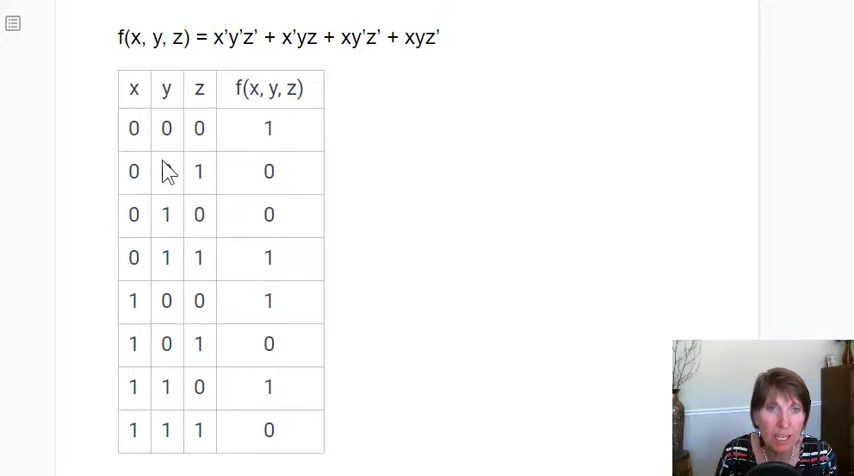 f(x, y, z) = x’y’z’ + x’yz + xy’z’ + xyz’
x y z f(x, y, z)
0 0 0 1
0 1 0
0 1 0 0
0 1 1 1
1 0 0 1
1 0 1 0
1 1 0 1
1 1 1 0